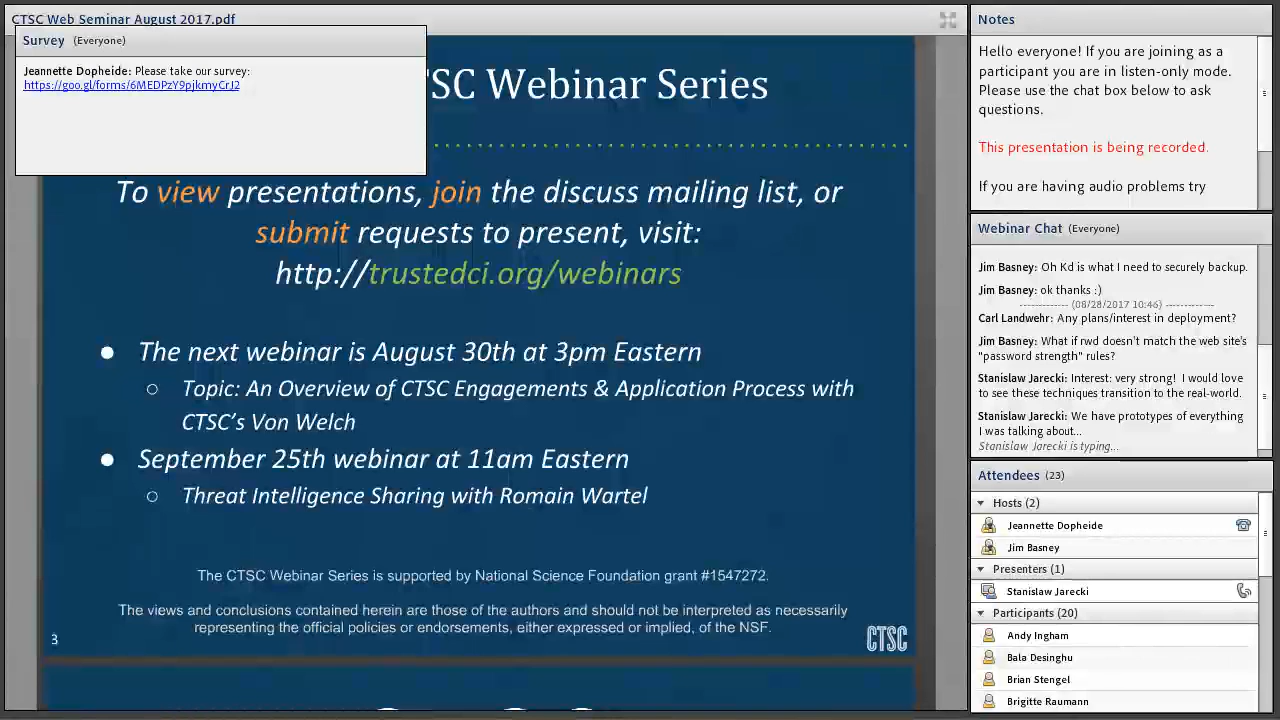 CTSC Web Seminar August 2017.pdf
Survey (Everyone)
Jeannette Dopheide: Please take our survey:
https://goo.gl/forms/6MEDPzY9pjkmyCrJ2
TSC Webinar Series
To view presentations, join the discuss mailing list, or
submit requests to present, visit:
http://trustedci.org/webinars
● The next webinar is August 30th at 3pm Eastern
○ Topic: An Overview of CTSC Engagements & Application Process with
CTSC's Von Welch
● September 25th webinar at 11am Eastern
○ Threat Intelligence Sharing with Romain Wartel
The CTSC Webinar Series is supported by National Science Foundation grant #1547272.
The views and conclusions contained herein are those of the authors and should not be interpreted as necessarily
representing the official policies or endorsements, either expressed or implied, of the NSF.
3
CTSC
Notes
Hello everyone! If you are joining as a
participant you are in listen-only mode.
Please use the chat box below to ask
questions.
This presentation is being recorded.
If you are having audio problems try
Webinar Chat (Everyone)
Jim Basney: Oh Kd is what I need to securely backup.
Jim Basney: ok thanks :)
------------ (08/28/2017 10:46) ------------
Carl Landwehr: Any plans/interest in deployment?
Jim Basney: What if rwd doesn't match the web site's
"password strength" rules?
Stanislaw Jarecki: Interest: very strong! I would love
to see these techniques transition to the real-world.
Stanislaw Jarecki: We have prototypes of everything
I was talking about...
Stanislaw Jarecki is typing...
Attendees (23)
Hosts (2)
Jeannette Dopheide
Jim Basney
Presenters (1)
Stanislaw Jarecki
Participants (20)
Andy Ingham
Bala Desinghu
Brian Stengel
Brigitte Raumann